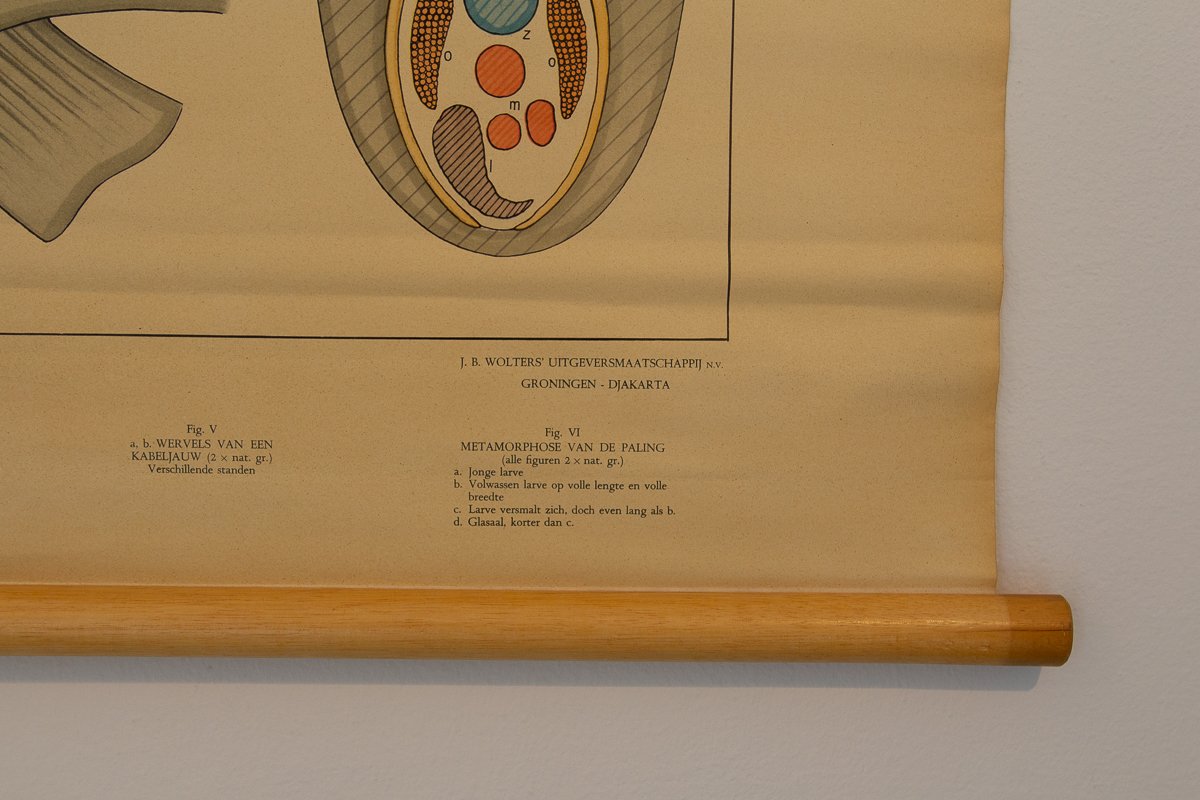 z
o
o
m
l
J. B. WOLTERS' UITGEVERSMAATSCHAPPIJ N.V.
GRONINGEN - DJAKARTA
Fig. V
a, b. WERVELS VAN EEN
KABELJAUW (2 × nat. gr.)
Verschillende standen
Fig. VI
METAMORPHOSE VAN DE PALING
(alle figuren 2 × nat. gr.)
a. Jonge larve
b. Volwassen larve op volle lengte en volle
breedte
c. Larve versmalt zich, doch even lang als b.
d. Glasaal, korter dan c.